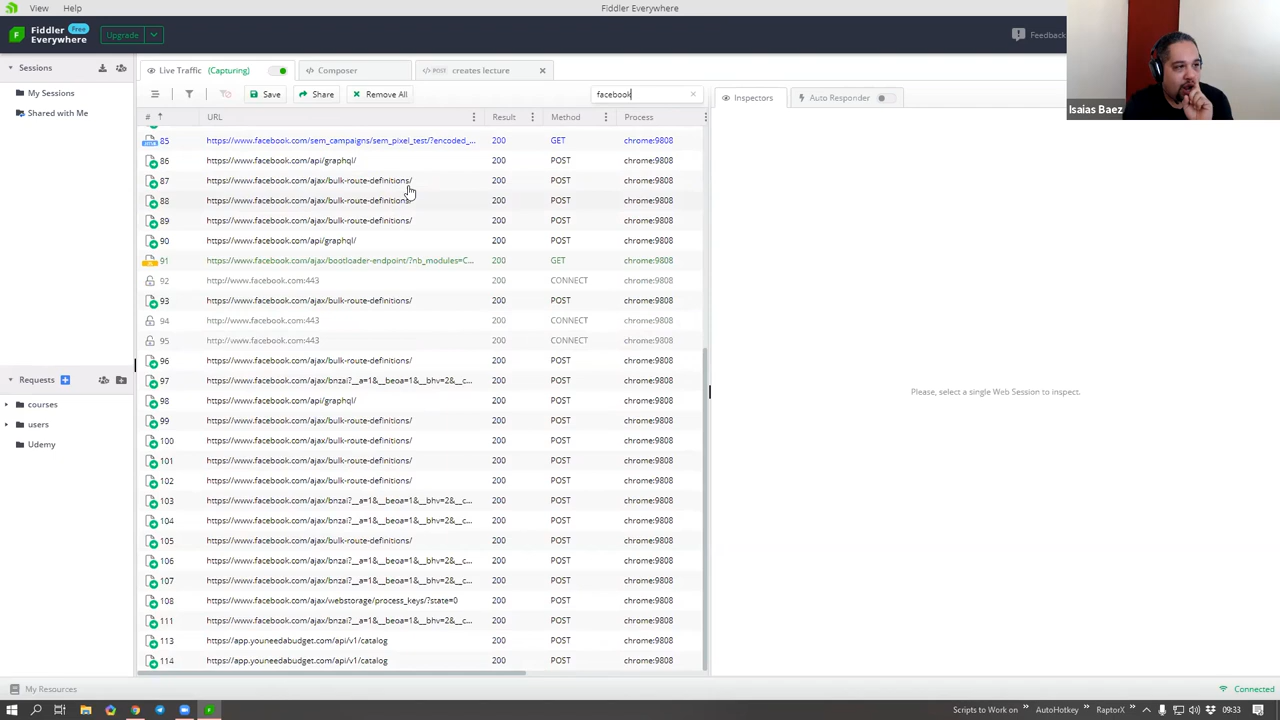 View Help
Fiddler Everywhere
Fiddler
Everywhere
Free
Upgrade
Feedback
Isaias Baez
Sessions
My Sessions
Shared with Me
Requests
courses
users
Udemy
Live Traffic (Capturing)
Composer
POST creates lecture
Save
Share
Remove All
facebook
Inspectors
Auto Responder
# URL Result Method Process
85 https://www.facebook.com/sem_campaigns/sem_pixel_test/?encoded_... 200 GET chrome:9808
86 https://www.facebook.com/api/graphql/ 200 POST chrome:9808
87 https://www.facebook.com/ajax/bulk-route-definitions/ 200 POST chrome:9808
88 https://www.facebook.com/ajax/bulk-route-definitions/ 200 POST chrome:9808
89 https://www.facebook.com/ajax/bulk-route-definitions/ 200 POST chrome:9808
90 https://www.facebook.com/api/graphql/ 200 POST chrome:9808
91 https://www.facebook.com/ajax/bootloader-endpoint/?nb_modules=C... 200 GET chrome:9808
92 http://www.facebook.com:443 200 CONNECT chrome:9808
93 https://www.facebook.com/ajax/bulk-route-definitions/ 200 POST chrome:9808
94 http://www.facebook.com:443 200 CONNECT chrome:9808
95 http://www.facebook.com:443 200 CONNECT chrome:9808
96 https://www.facebook.com/ajax/bulk-route-definitions/ 200 POST chrome:9808
97 https://www.facebook.com/ajax/bnzai?__a=1&__beoa=1&__bhv=2&__c... 200 POST chrome:9808
98 https://www.facebook.com/api/graphql/ 200 POST chrome:9808
99 https://www.facebook.com/ajax/bulk-route-definitions/ 200 POST chrome:9808
100 https://www.facebook.com/ajax/bulk-route-definitions/ 200 POST chrome:9808
101 https://www.facebook.com/ajax/bulk-route-definitions/ 200 POST chrome:9808
102 https://www.facebook.com/ajax/bulk-route-definitions/ 200 POST chrome:9808
103 https://www.facebook.com/ajax/bnzai?__a=1&__beoa=1&__bhv=2&__c... 200 POST chrome:9808
104 https://www.facebook.com/ajax/bnzai?__a=1&__beoa=1&__bhv=2&__c... 200 POST chrome:9808
105 https://www.facebook.com/ajax/bulk-route-definitions/ 200 POST chrome:9808
106 https://www.facebook.com/ajax/bnzai?__a=1&__beoa=1&__bhv=2&__c... 200 POST chrome:9808
107 https://www.facebook.com/ajax/bnzai?__a=1&__beoa=1&__bhv=2&__c... 200 POST chrome:9808
108 https://www.facebook.com/ajax/webstorage/process_keys/?state=0 200 POST chrome:9808
111 https://www.facebook.com/ajax/bnzai?__a=1&__beoa=1&__bhv=2&__c... 200 POST chrome:9808
113 https://app.youneedabudget.com/api/v1/catalog 200 POST chrome:9808
114 https://app.youneedabudget.com/api/v1/catalog 200 POST chrome:9808
Please, select a single Web Session to inspect.
My Resources
Connected
Scripts to Work on » AutoHotkey » RaptorX » 09:33